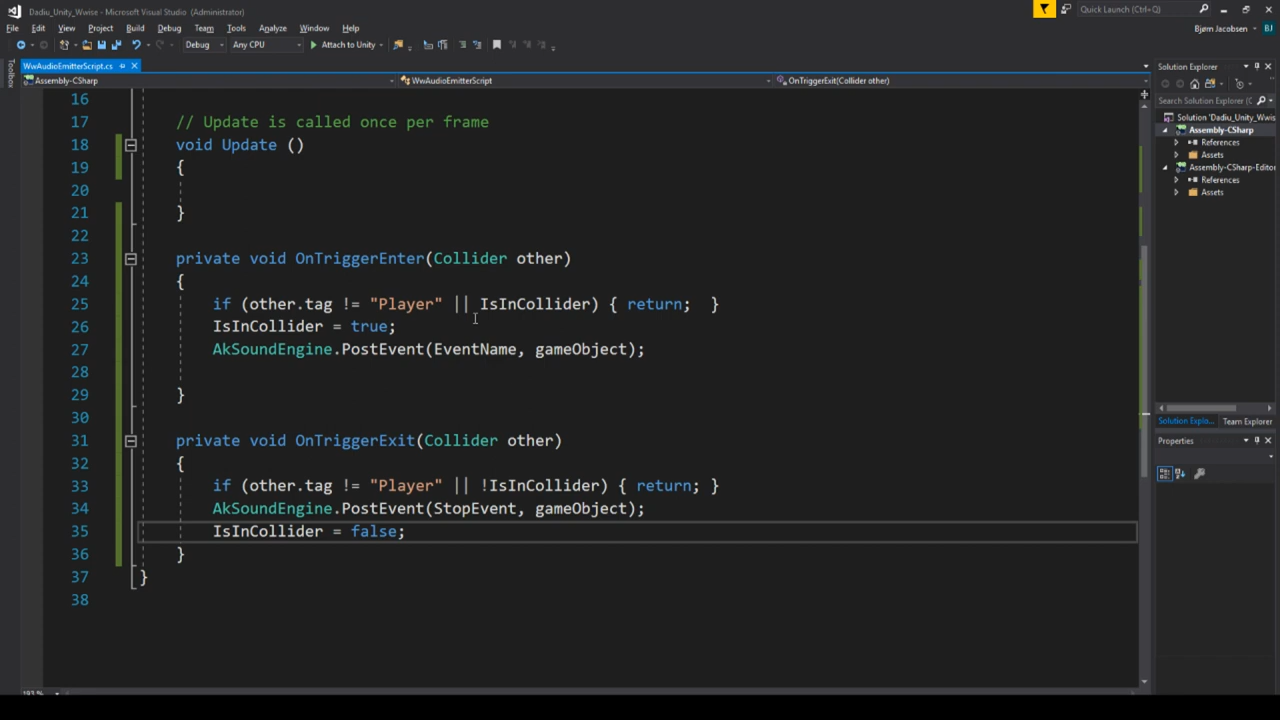 Dadiu_Unity_Wwise - Microsoft Visual Studio (Administrator)
Quick Launch (Ctrl+Q)
File Edit View Project Build Debug Team Tools Analyze Window Help
Bjørn Jacobsen BJ
Debug Any CPU Attach to Unity
Toolbox
WwAudioEmitterScript.cs
Assembly-CSharp WwAudioEmitterScript OnTriggerExit(Collider other)
16
17 // Update is called once per frame
18 void Update ()
19 {
20
21 }
22
23 private void OnTriggerEnter(Collider other)
24 {
25 if (other.tag != "Player" || IsInCollider) { return; }
26 IsInCollider = true;
27 AkSoundEngine.PostEvent(EventName, gameObject);
28
29 }
30
31 private void OnTriggerExit(Collider other)
32 {
33 if (other.tag != "Player" || !IsInCollider) { return; }
34 AkSoundEngine.PostEvent(StopEvent, gameObject);
35 IsInCollider = false;
36 }
37 }
38
193 %
Solution Explorer
Search Solution Explorer (C
Solution 'Dadiu_Unity_Wwis
Assembly-CSharp
References
Assets
Assembly-CSharp-Editor
References
Assets
Solution Explo... Team Explorer
Properties